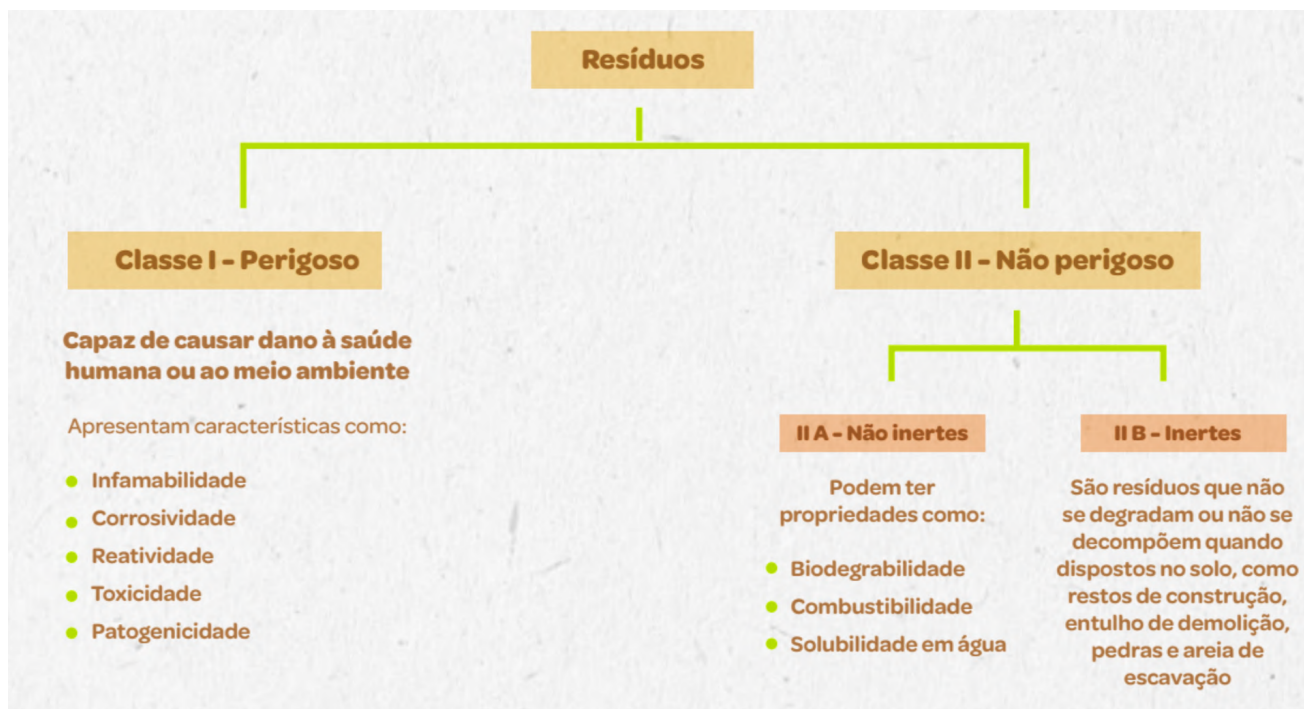 Resíduos
Classe I - Perigoso
Capaz de causar dano à saúde
humana ou ao meio ambiente
Apresentam características como:
Infamabilidade
Corrosividade
Reatividade
Toxicidade
Patogenicidade
Classe II - Não perigoso
II A - Não inertes
Podem ter
propriedades como:
Biodegrabilidade
Combustibilidade
Solubilidade em água
II B - Inertes
São resíduos que não
se degradam ou não se
decompõem quando
dispostos no solo, como
restos de construção,
entulho de demolição,
pedras e areia de
escavação